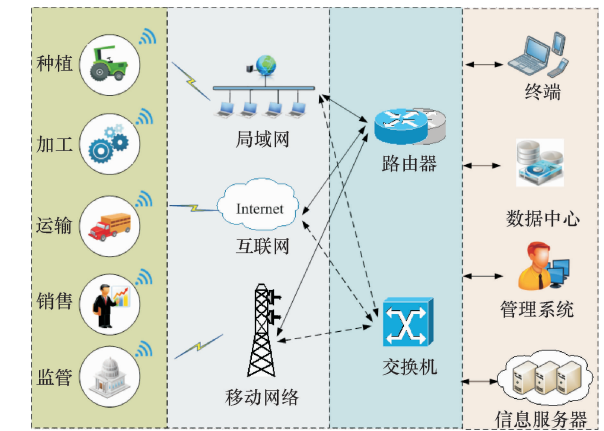 种植
加工
运输
销售
监管
局域网
Internet
互联网
移动网络
路由器
交换机
终端
数据中心
管理系统
信息服务器